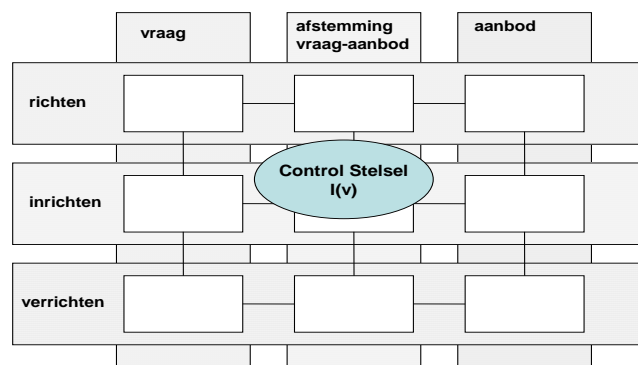 vraag
afstemming
vraag-aanbod
aanbod
richten
Control Stelsel
I(v)
inrichten
verrichten